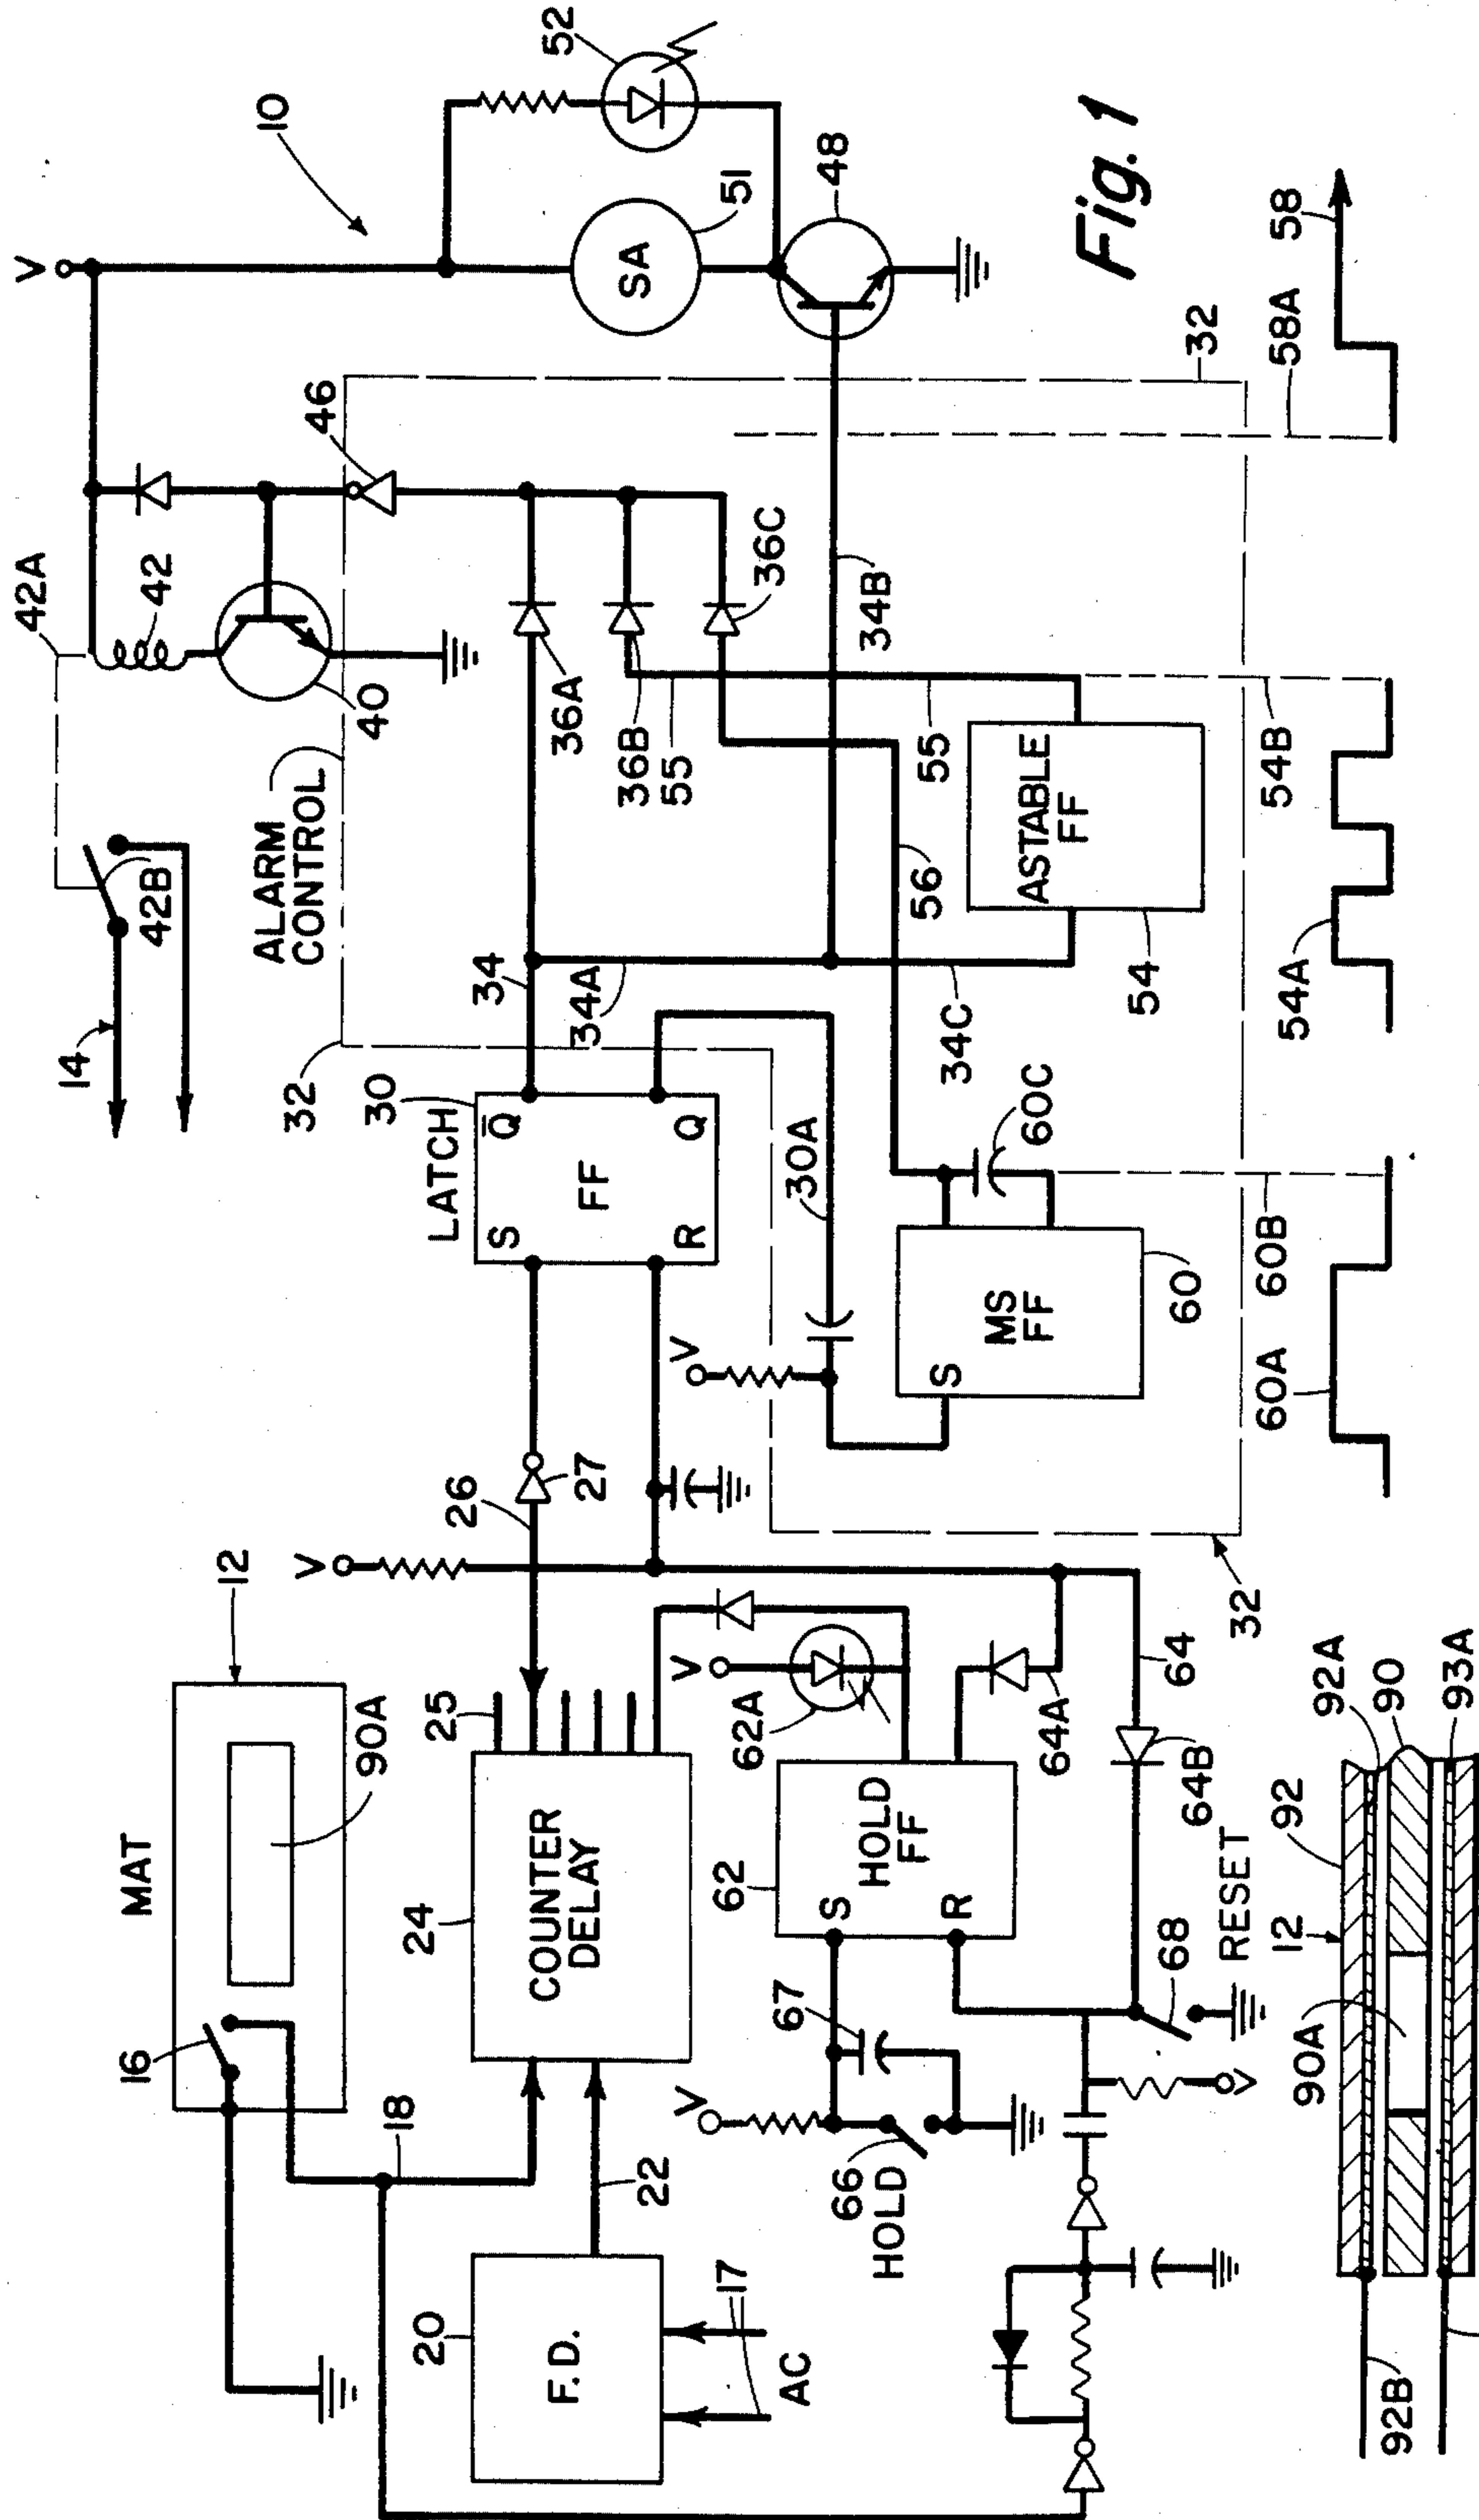 Fig. 1
10
V
42A
42
42B
14
40
46
ALARM
CONTROL
32
32
52
SA
51
48
34
34A
34B
34C
36A
36B
36C
55
55
56
ASTABLE
FF
54
54A
54B
58A
58
LATCH
30
S
Q̅
FF
R
Q
30A
V
S
MS
FF
60
60C
60A
60B
32
MAT
12
16
90A
18
V
26
27
24
COUNTER
DELAY
25
20
F.D.
22
17
AC
62
S
HOLD
FF
R
V
62A
64A
64
64B
V
67
66
HOLD
68
RESET
V
12
92
92A
90
93A
90A
92B